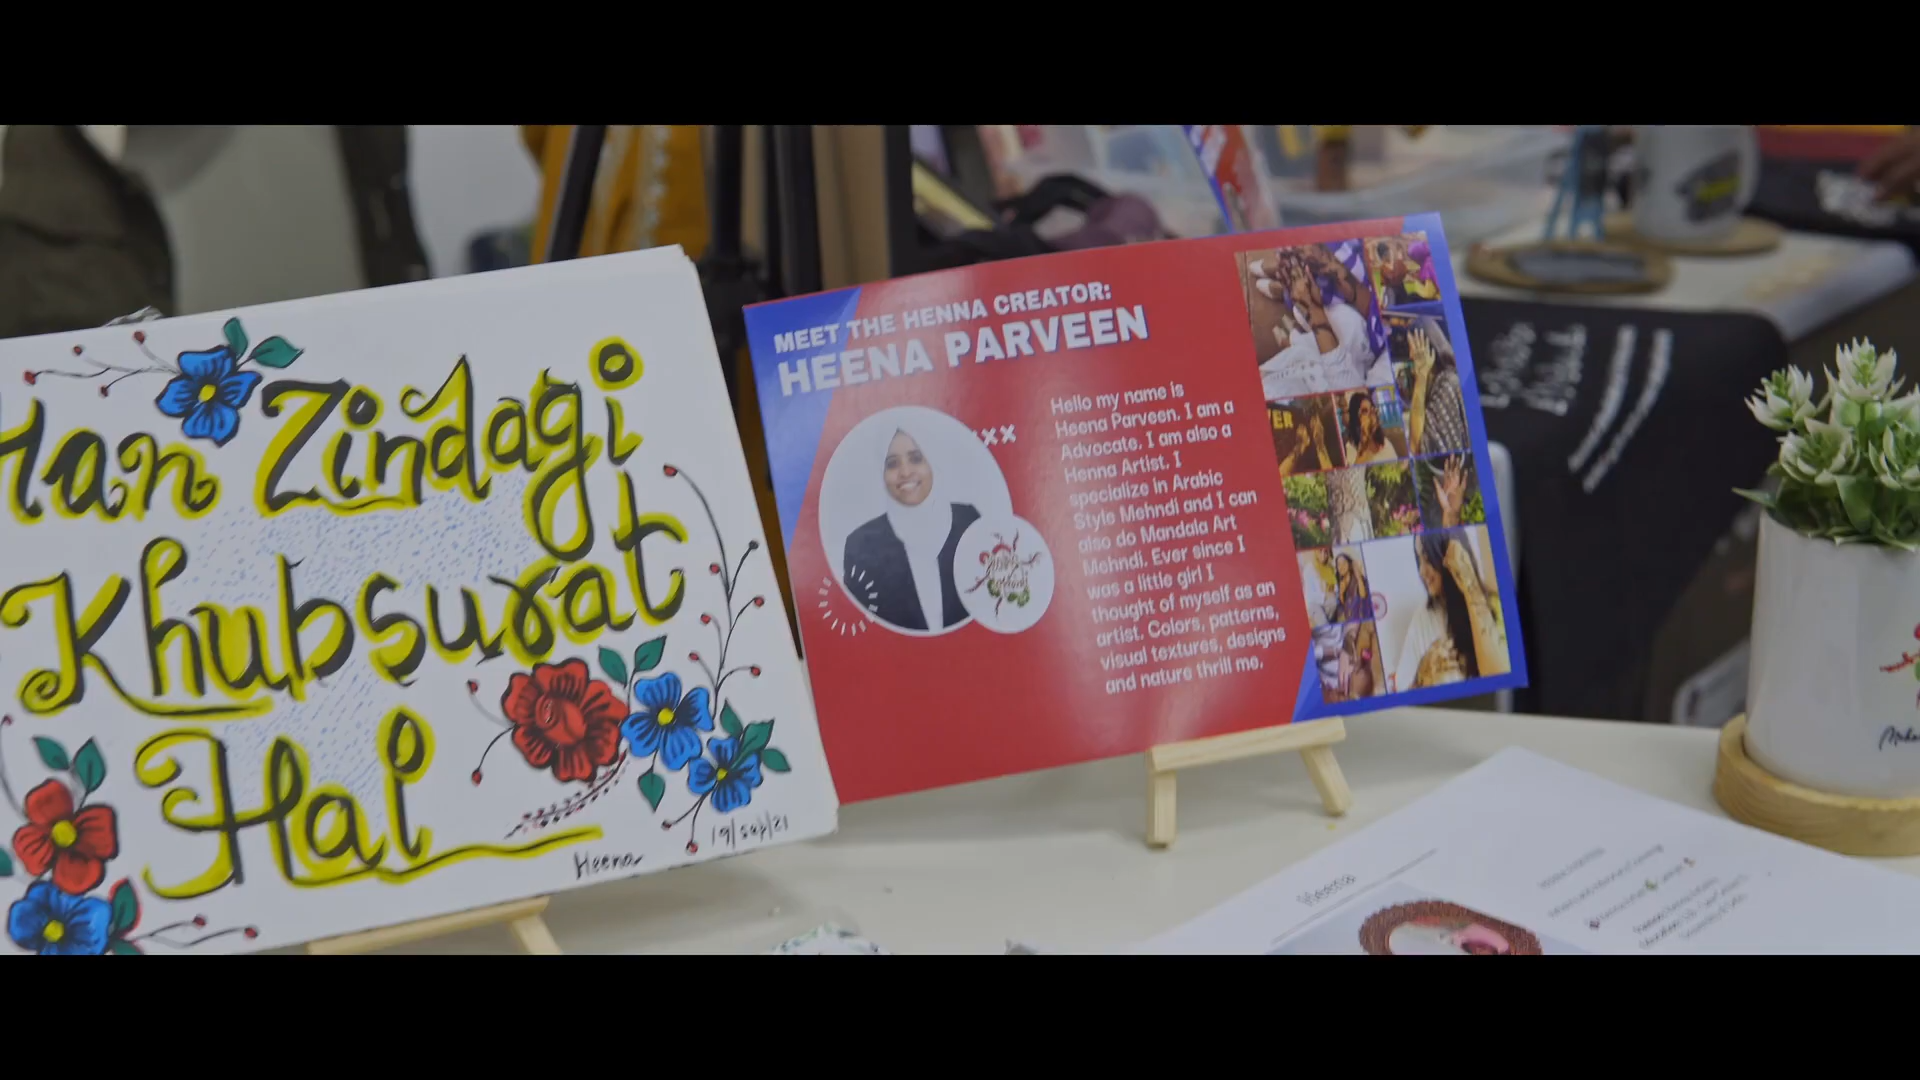 Han Zindagi
Khubsurat
Hai
Heena
19/Sep/21
MEET THE HENNA CREATOR:
HEENA PARVEEN
XXX
Hello my name is
Heena Parveen. I am a
Advocate. I am also a
Henna Artist. I
specialize in Arabic
Style Mehndi and I can
also do Mandala Art
Mehndi. Ever since I
was a little girl I
thought of myself as an
artist. Colors, patterns,
visual textures, designs
and nature thrill me.
Heena